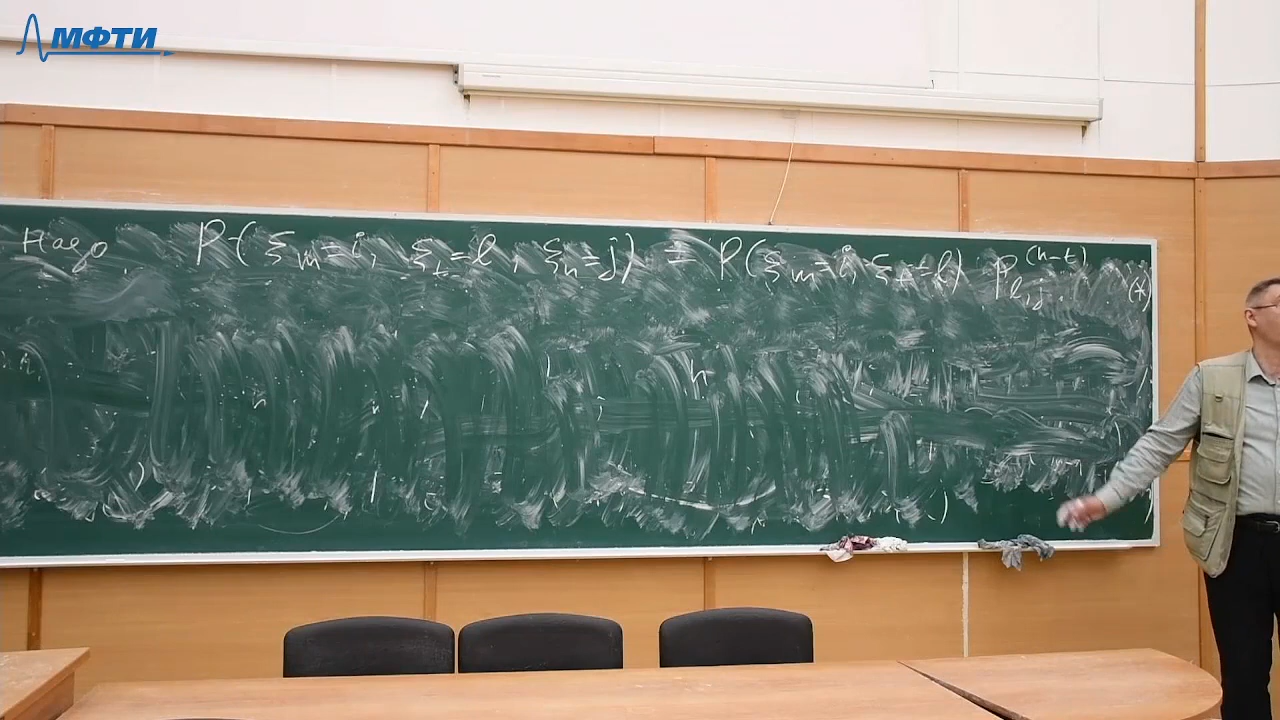 МФТИ
Надо P(ξ_m=i, ξ_t=l, ξ_n=j) = P(ξ_m=i, ξ_t=l) P_{l,j}^{(n-t)} (*)